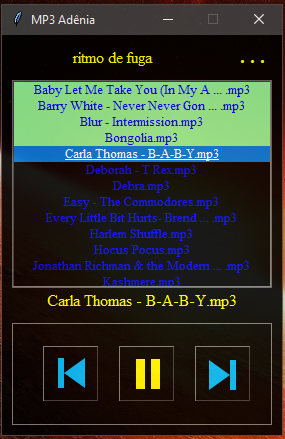 MP3 Adênia
ritmo de fuga
...
Baby Let Me Take You (In My A ... .mp3
Barry White - Never Never Gon ... .mp3
Blur - Intermission.mp3
Bongolia.mp3
Carla Thomas - B-A-B-Y.mp3
Deborah - T Rex.mp3
Debra.mp3
Easy - The Commodores.mp3
Every Little Bit Hurts- Brend ... .mp3
Harlem Shuffle.mp3
Hocus Pocus.mp3
Jonathan Richman & the Modern ... .mp3
Kashmere.mp3
Carla Thomas - B-A-B-Y.mp3